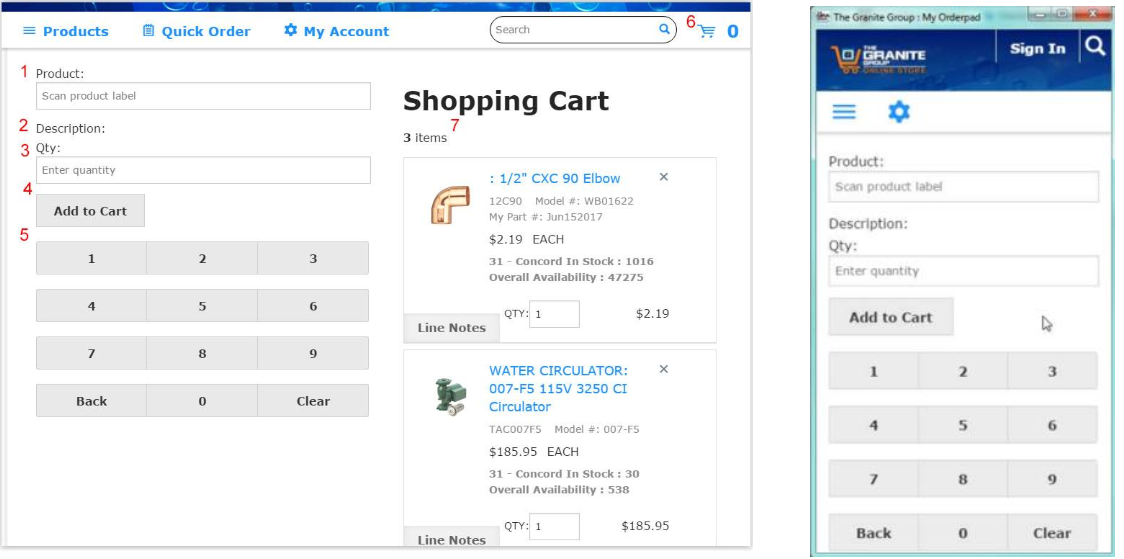 Products Quick Order My Account Search 6 0
1 Product:
Scan product label
2 Description:
3 Qty:
Enter quantity
4
Add to Cart
5
1 2 3
4 5 6
7 8 9
Back 0 Clear
Shopping Cart
3 items 7
: 1/2" CXC 90 Elbow ×
12C90 Model #: WB01622
My Part #: Jun152017
$2.19 EACH
31 - Concord In Stock : 1016
Overall Availability : 47275
QTY: 1 $2.19
Line Notes
WATER CIRCULATOR: ×
007-F5 115V 3250 CI
Circulator
TAC007F5 Model #: 007-F5
$185.95 EACH
31 - Concord In Stock : 30
Overall Availability : 538
QTY: 1 $185.95
Line Notes
The Granite Group : My Orderpad
THE
GRANITE
GROUP
ONLINE STORE
Sign In
Product:
Scan product label
Description:
Qty:
Enter quantity
Add to Cart
1 2 3
4 5 6
7 8 9
Back 0 Clear